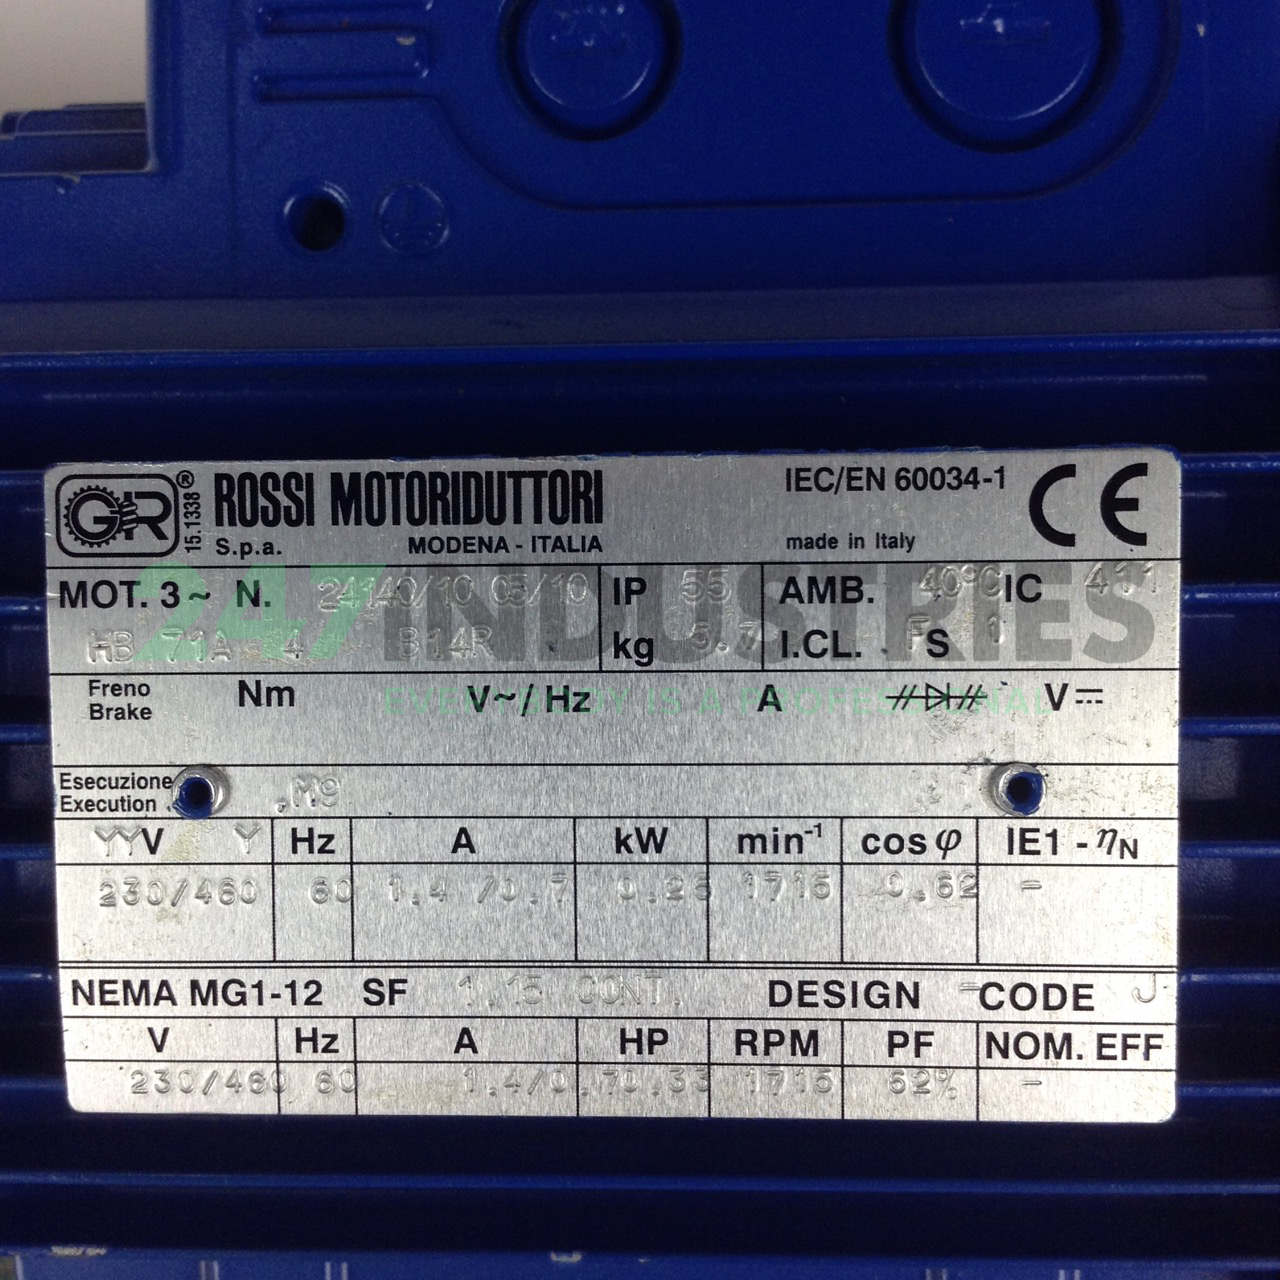 GR® 15.1338 ROSSI MOTORIDUTTORI
S.p.a. MODENA - ITALIA
IEC/EN 60034-1 CE
made in Italy
MOT. 3~ N. 24140/10 05/10 IP 55 AMB. 40°C IC 411
HB 71A 4 B14R kg 5.7 I.CL. F S 1
247 INDUSTRIES
EVERYBODY IS A PROFESSIONAL
Freno Brake Nm V~/Hz A V
Esecuzione
Execution ,M9
YYV Y Hz A kW min⁻¹ cos φ IE1 - ηN
230/460 60 1.4 /0.7 0.25 1715 0.62 -
NEMA MG1-12 SF 1.15 CONT. DESIGN - CODE J
V Hz A HP RPM PF NOM. EFF
230/460 60 1.4/0.7 0.33 1715 62% -